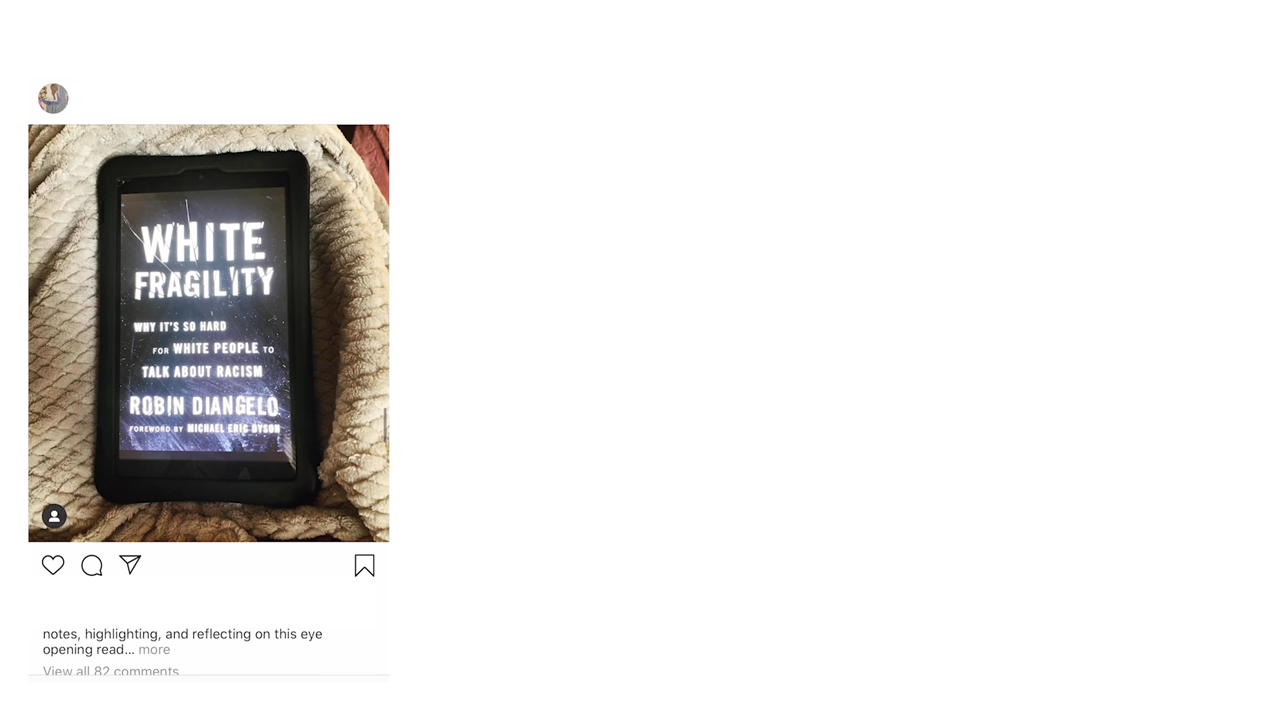 WHITE
FRAGILITY
WHY IT'S SO HARD
FOR WHITE PEOPLE TO
TALK ABOUT RACISM
ROBIN DIANGELO
FOREWORD BY MICHAEL ERIC DYSON
notes, highlighting, and reflecting on this eye
opening read... more
View all 82 comments